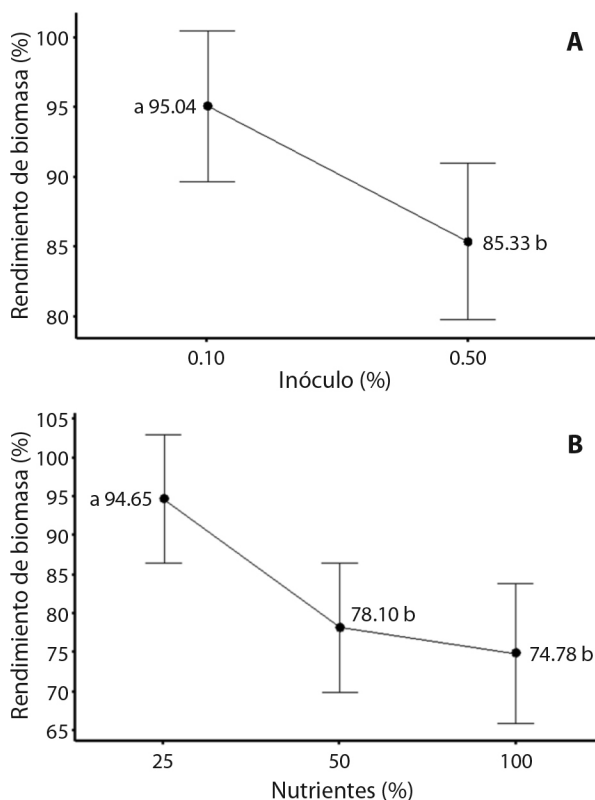 A
Rendimiento de biomasa (%)
100
95
90
85
80
a 95.04
85.33 b
0.10
0.50
Inóculo (%)
B
Rendimiento de biomasa (%)
105
100
95
90
85
80
75
70
65
a 94.65
78.10 b
74.78 b
25
50
100
Nutrientes (%)